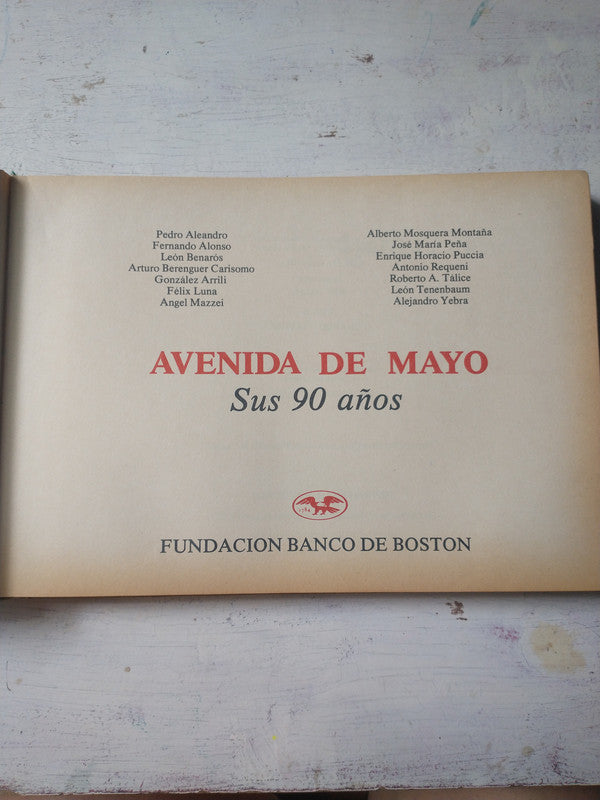 Pedro Aleandro
Fernando Alonso
León Benarós
Arturo Berenguer Carisomo
González Arrili
Félix Luna
Angel Mazzei
Alberto Mosquera Montaña
José María Peña
Enrique Horacio Puccia
Antonio Requeni
Roberto A. Tálice
León Tenenbaum
Alejandro Yebra
AVENIDA DE MAYO
Sus 90 años
1784
FUNDACION BANCO DE BOSTON